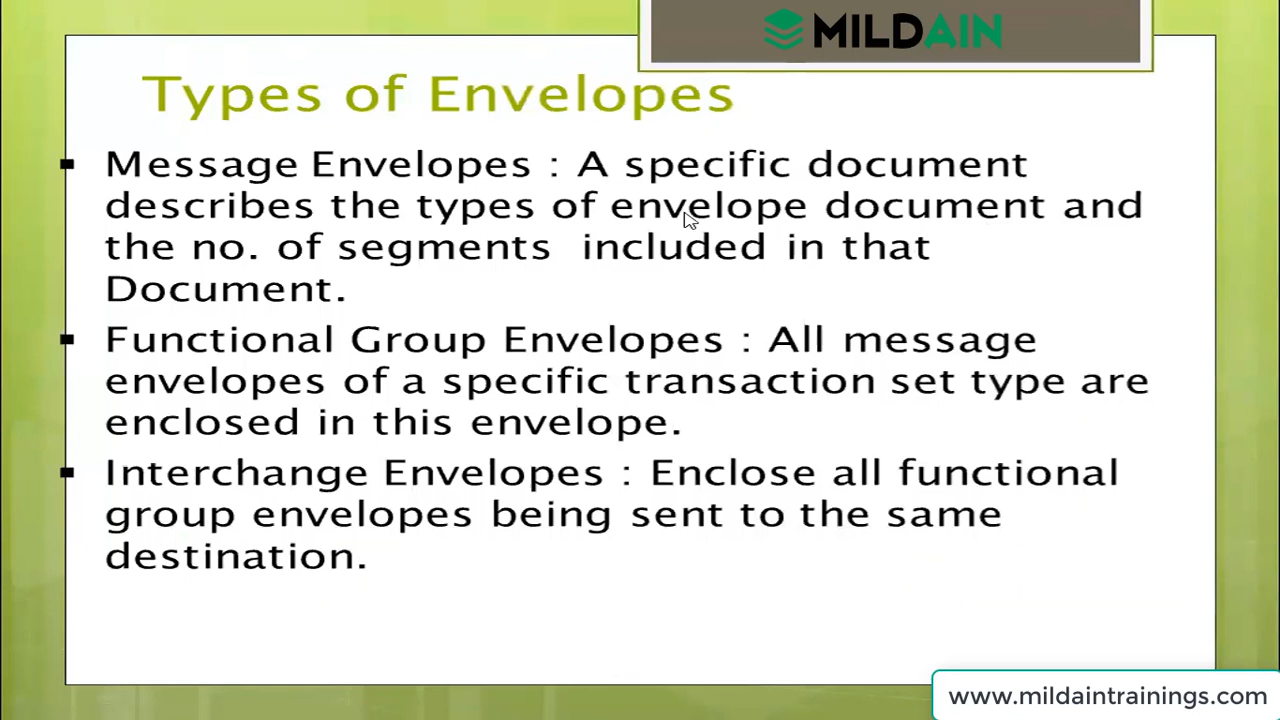 MILDAIN
Types of Envelopes
▪ Message Envelopes : A specific document
describes the types of envelope document and
the no. of segments included in that
Document.
▪ Functional Group Envelopes : All message
envelopes of a specific transaction set type are
enclosed in this envelope.
▪ Interchange Envelopes : Enclose all functional
group envelopes being sent to the same
destination.
www.mildaintrainings.com